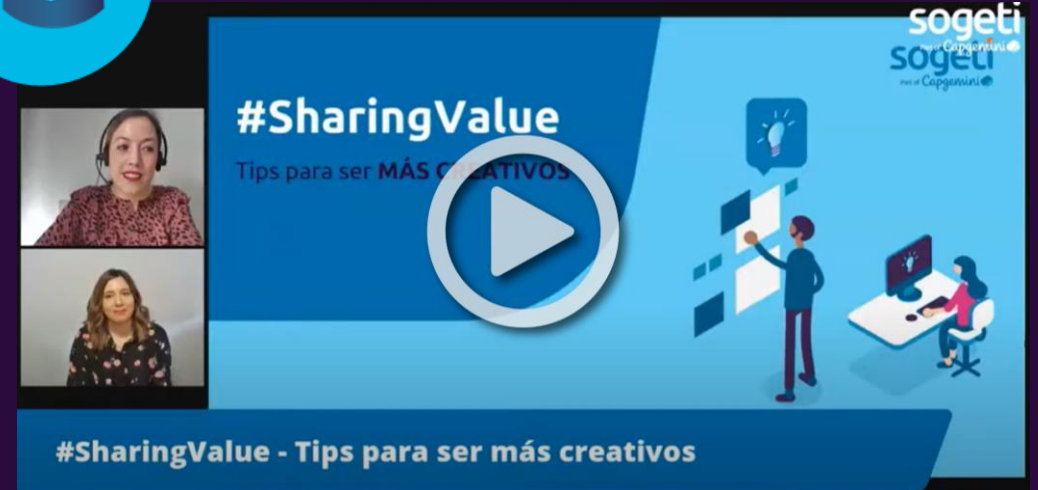 sogeti
Part of Capgemini
sogeti
Part of Capgemini
#SharingValue
Tips para ser MÁS CREATIVOS
#SharingValue - Tips para ser más creativos